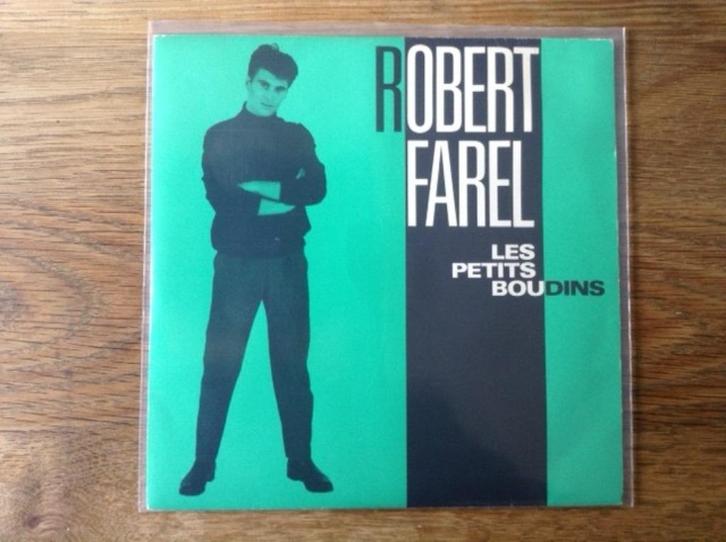 ROBERT
FAREL
LES
PETITS
BOUDINS